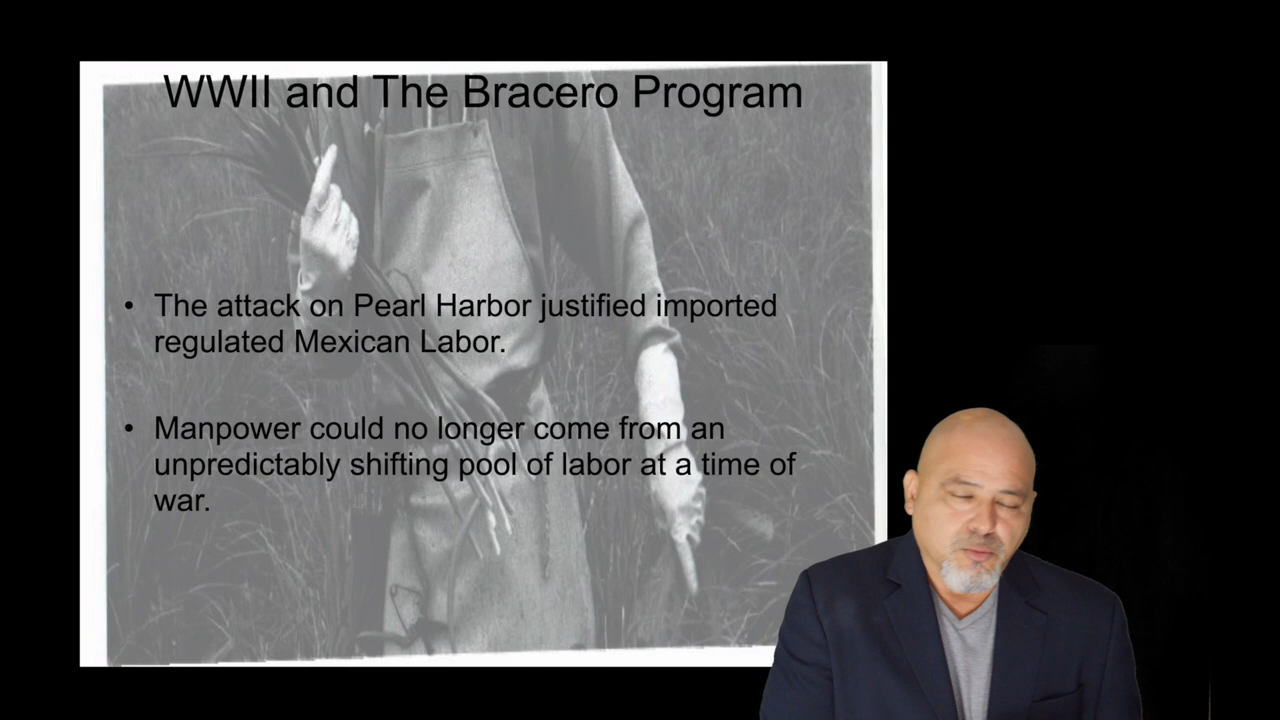 WWII and The Bracero Program
• The attack on Pearl Harbor justified imported
regulated Mexican Labor.
• Manpower could no longer come from an
unpredictably shifting pool of labor at a time of
war.